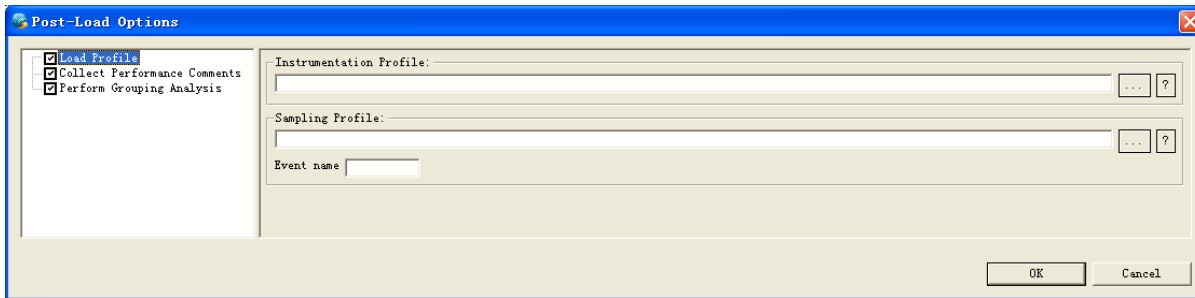 Post-Load Options
Load Profile
Collect Performance Comments
Perform Grouping Analysis
Instrumentation Profile:
... ?
Sampling Profile:
... ?
Event name
OK Cancel